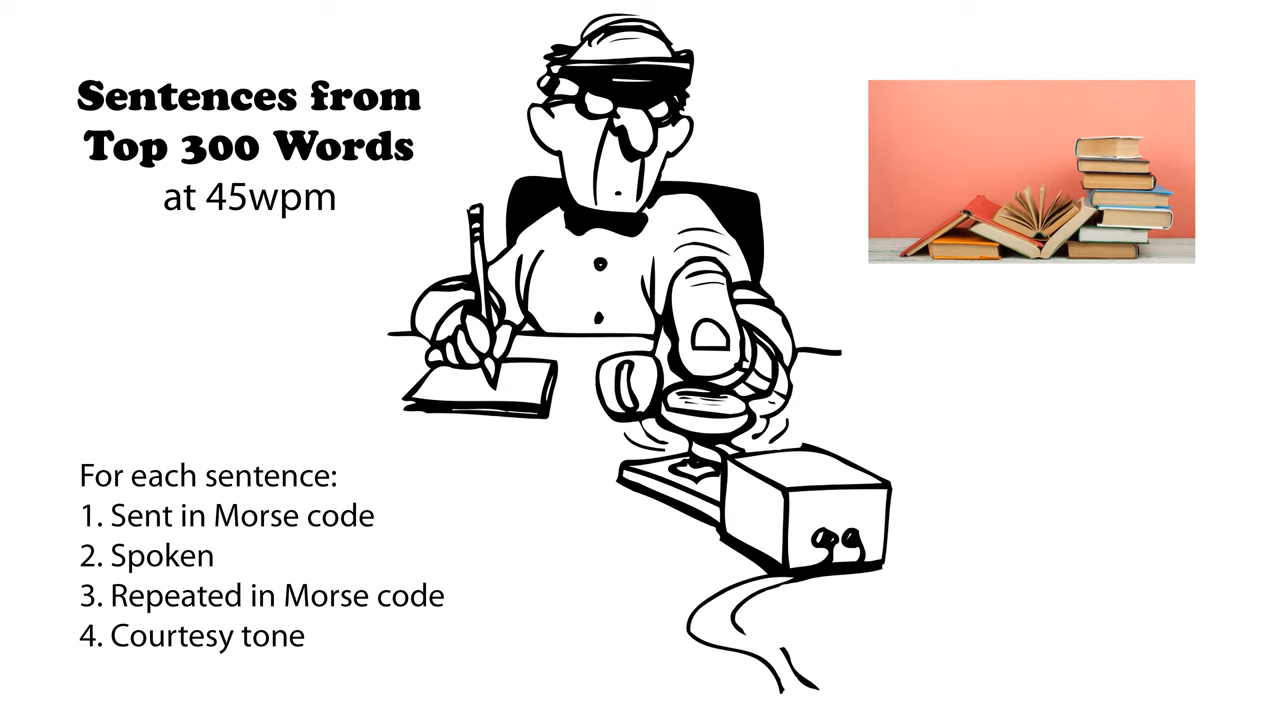 Sentences from
Top 300 Words
at 45wpm
For each sentence:
1. Sent in Morse code
2. Spoken
3. Repeated in Morse code
4. Courtesy tone